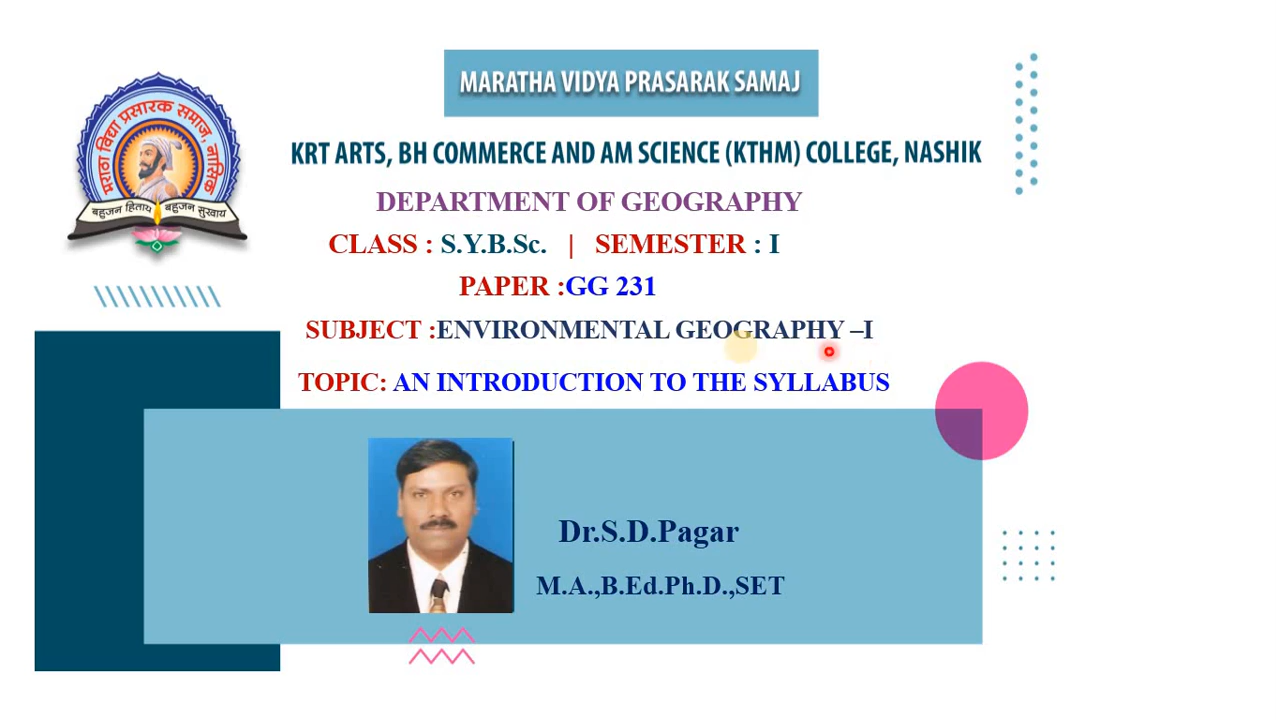 मराठा विद्या प्रसारक समाज, नासिक
बहुजन हिताय बहुजन सुखाय
MARATHA VIDYA PRASARAK SAMAJ
KRT ARTS, BH COMMERCE AND AM SCIENCE (KTHM) COLLEGE, NASHIK
DEPARTMENT OF GEOGRAPHY
CLASS : S.Y.B.Sc. | SEMESTER : I
PAPER :GG 231
SUBJECT :ENVIRONMENTAL GEOGRAPHY –I
TOPIC: AN INTRODUCTION TO THE SYLLABUS
Dr.S.D.Pagar
M.A.,B.Ed.Ph.D.,SET